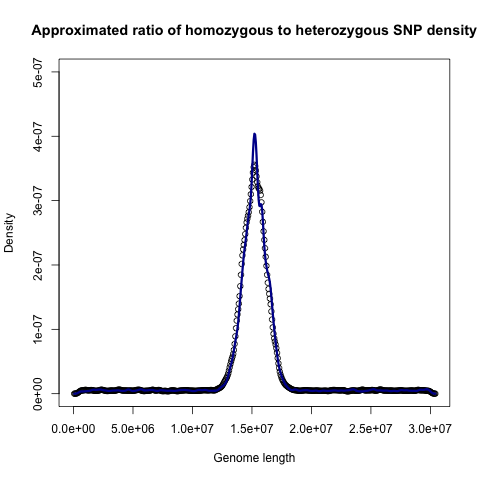 Approximated ratio of homozygous to heterozygous SNP density
5e-07
4e-07
3e-07
2e-07
1e-07
0e+00
Density
0.0e+00 5.0e+06 1.0e+07 1.5e+07 2.0e+07 2.5e+07 3.0e+07
Genome length